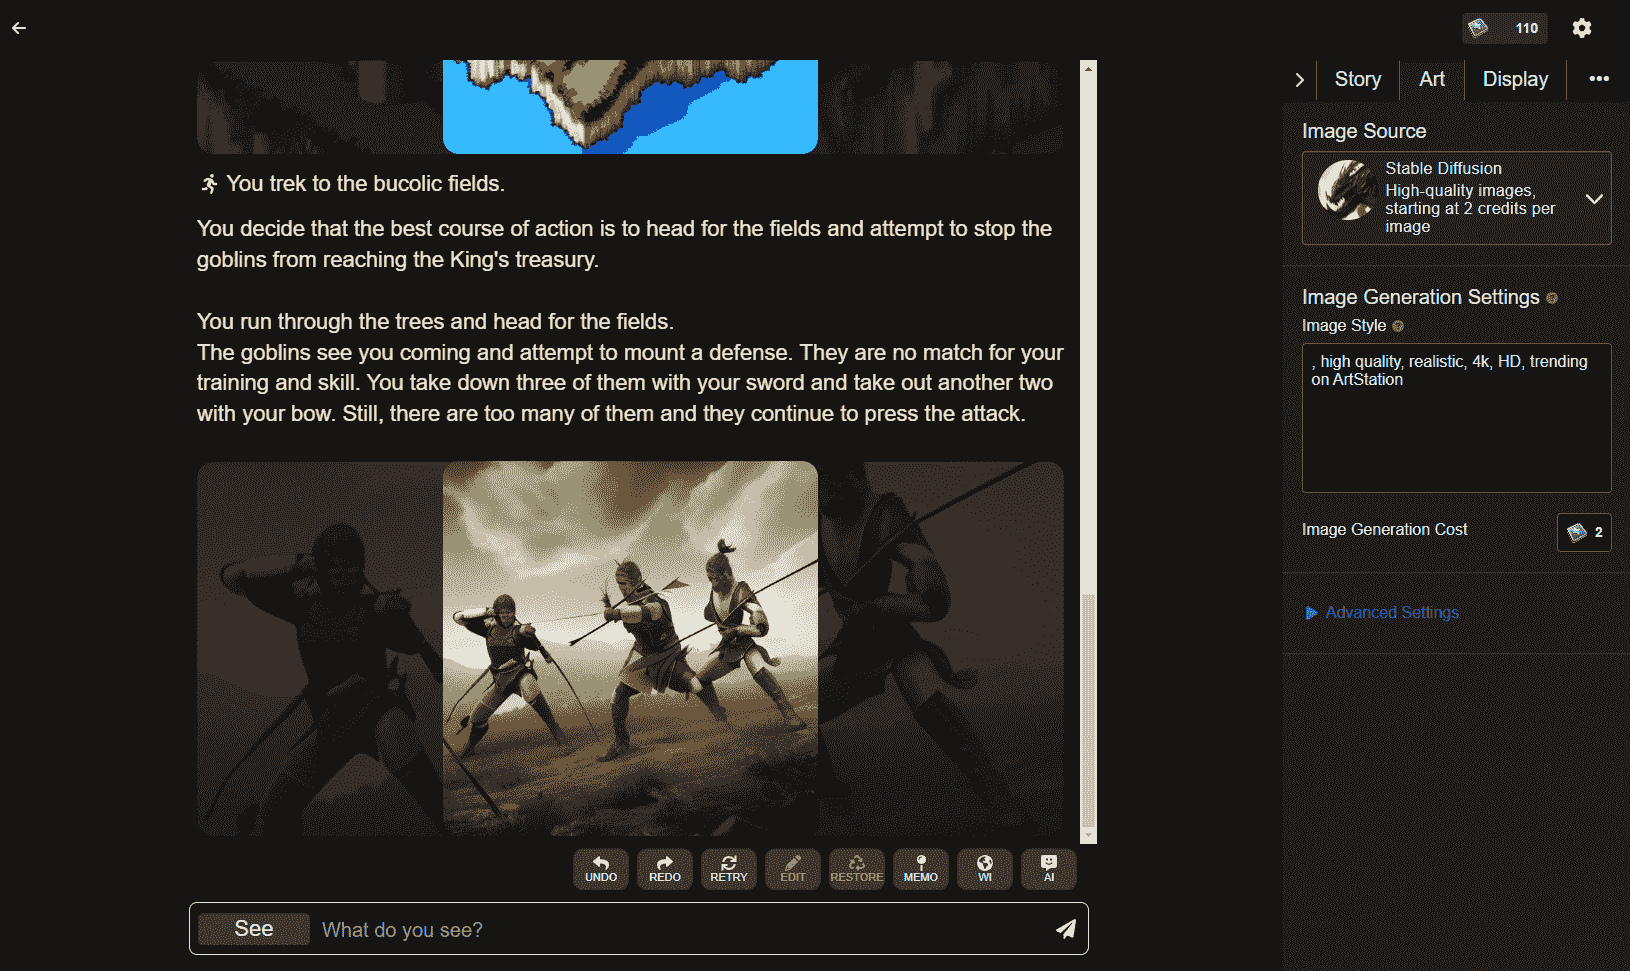 110
Story
Art
Display
Image Source
Stable Diffusion
High-quality images,
starting at 2 credits per
image
Image Generation Settings
Image Style
, high quality, realistic, 4k, HD, trending
on ArtStation
Image Generation Cost
2
Advanced Settings
You trek to the bucolic fields.
You decide that the best course of action is to head for the fields and attempt to stop the
goblins from reaching the King's treasury.
You run through the trees and head for the fields.
The goblins see you coming and attempt to mount a defense. They are no match for your
training and skill. You take down three of them with your sword and take out another two
with your bow. Still, there are too many of them and they continue to press the attack.
UNDO
REDO
RETRY
EDIT
RESTORE
MEMO
WI
AI
See
What do you see?